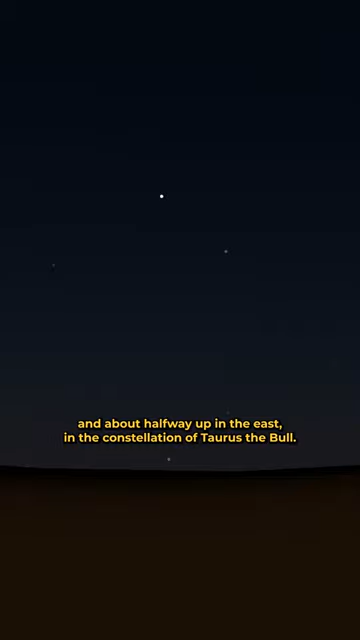 and about halfway up in the east,
in the constellation of Taurus the Bull.